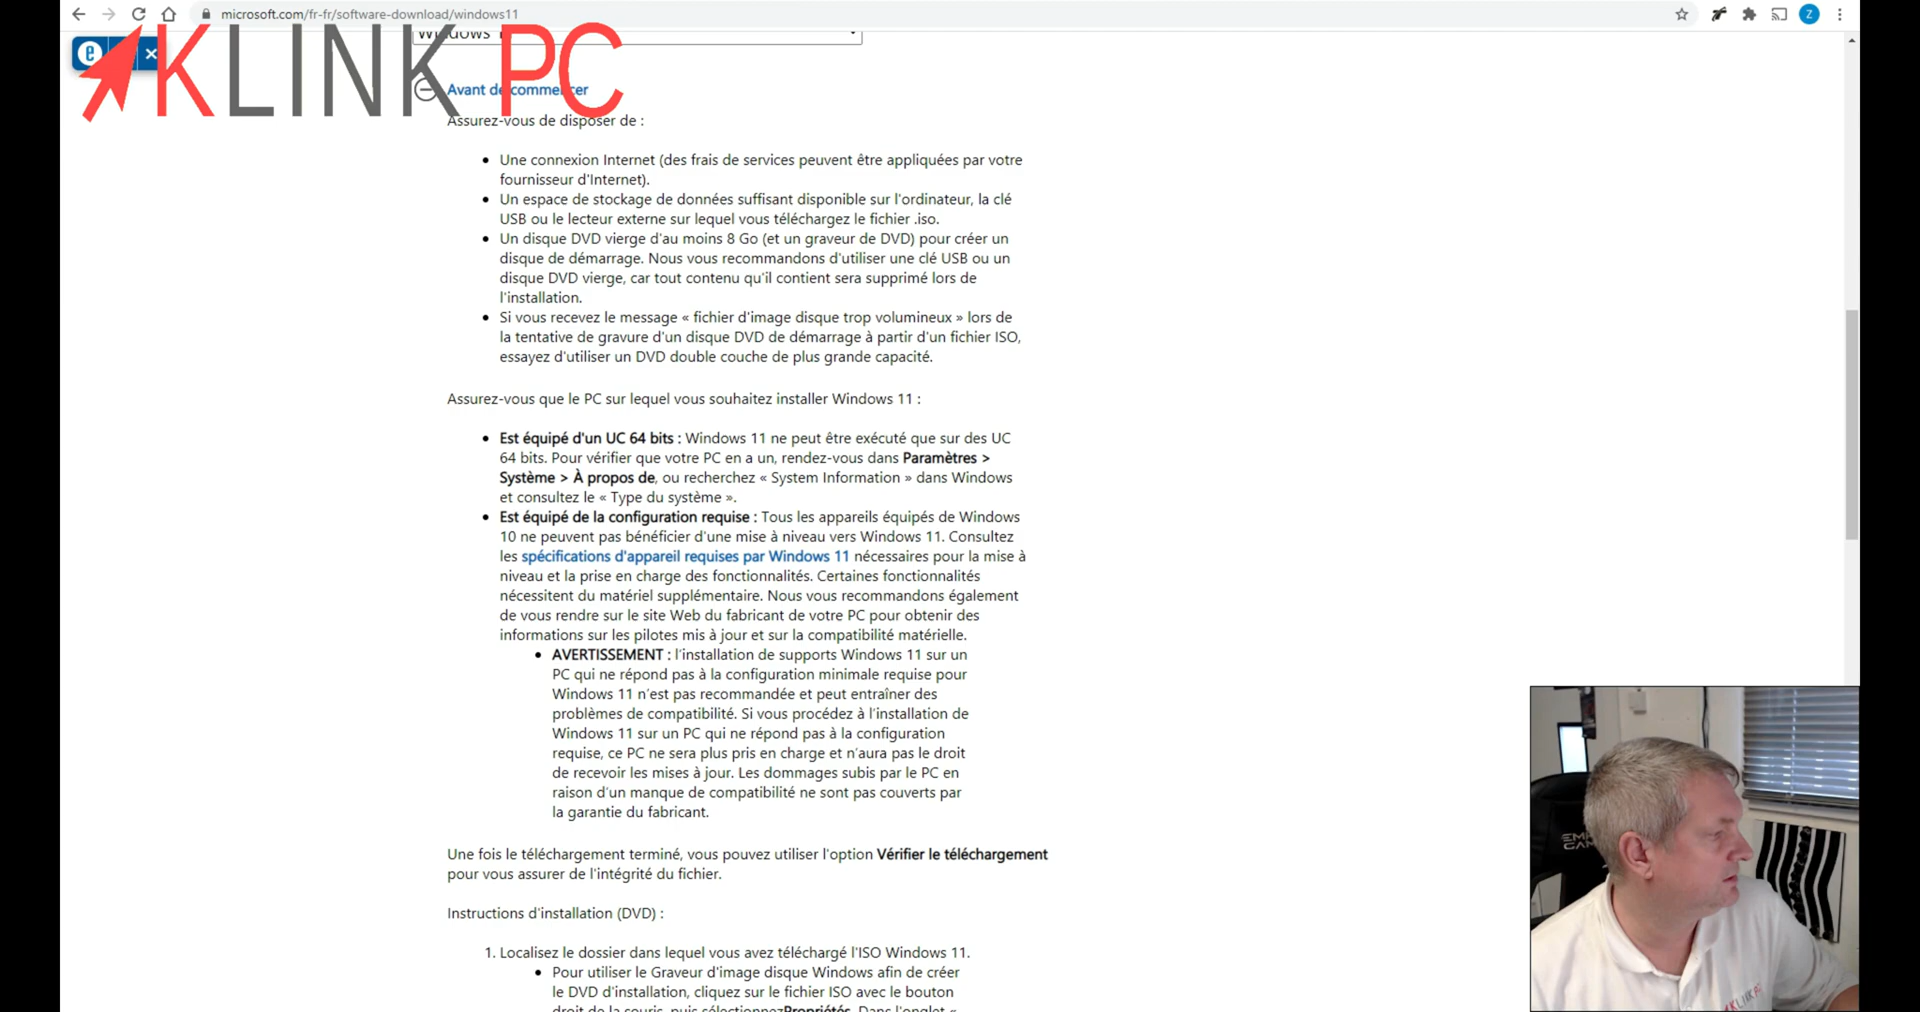 microsoft.com/fr-fr/software-download/windows11
Z
e
KLINK PC
Avant de commencer
Assurez-vous de disposer de :
• Une connexion Internet (des frais de services peuvent être appliquées par votre
fournisseur d'Internet).
• Un espace de stockage de données suffisant disponible sur l'ordinateur, la clé
USB ou le lecteur externe sur lequel vous téléchargez le fichier .iso.
• Un disque DVD vierge d'au moins 8 Go (et un graveur de DVD) pour créer un
disque de démarrage. Nous vous recommandons d'utiliser une clé USB ou un
disque DVD vierge, car tout contenu qu'il contient sera supprimé lors de
l'installation.
• Si vous recevez le message « fichier d'image disque trop volumineux » lors de
la tentative de gravure d'un disque DVD de démarrage à partir d'un fichier ISO,
essayez d'utiliser un DVD double couche de plus grande capacité.
Assurez-vous que le PC sur lequel vous souhaitez installer Windows 11 :
• Est équipé d'un UC 64 bits : Windows 11 ne peut être exécuté que sur des UC
64 bits. Pour vérifier que votre PC en a un, rendez-vous dans Paramètres >
Système > À propos de, ou recherchez « System Information » dans Windows
et consultez le « Type du système ».
• Est équipé de la configuration requise : Tous les appareils équipés de Windows
10 ne peuvent pas bénéficier d'une mise à niveau vers Windows 11. Consultez
les spécifications d'appareil requises par Windows 11 nécessaires pour la mise à
niveau et la prise en charge des fonctionnalités. Certaines fonctionnalités
nécessitent du matériel supplémentaire. Nous vous recommandons également
de vous rendre sur le site Web du fabricant de votre PC pour obtenir des
informations sur les pilotes mis à jour et sur la compatibilité matérielle.
• AVERTISSEMENT : l'installation de supports Windows 11 sur un
PC qui ne répond pas à la configuration minimale requise pour
Windows 11 n'est pas recommandée et peut entraîner des
problèmes de compatibilité. Si vous procédez à l'installation de
Windows 11 sur un PC qui ne répond pas à la configuration
requise, ce PC ne sera plus pris en charge et n'aura pas le droit
de recevoir les mises à jour. Les dommages subis par le PC en
raison d'un manque de compatibilité ne sont pas couverts par
la garantie du fabricant.
Une fois le téléchargement terminé, vous pouvez utiliser l'option Vérifier le téléchargement
pour vous assurer de l'intégrité du fichier.
Instructions d'installation (DVD) :
1. Localisez le dossier dans lequel vous avez téléchargé l'ISO Windows 11.
• Pour utiliser le Graveur d'image disque Windows afin de créer
le DVD d'installation, cliquez sur le fichier ISO avec le bouton
droit de la souris, puis sélectionnezPropriétés. Dans l'onglet «
KLINK PC